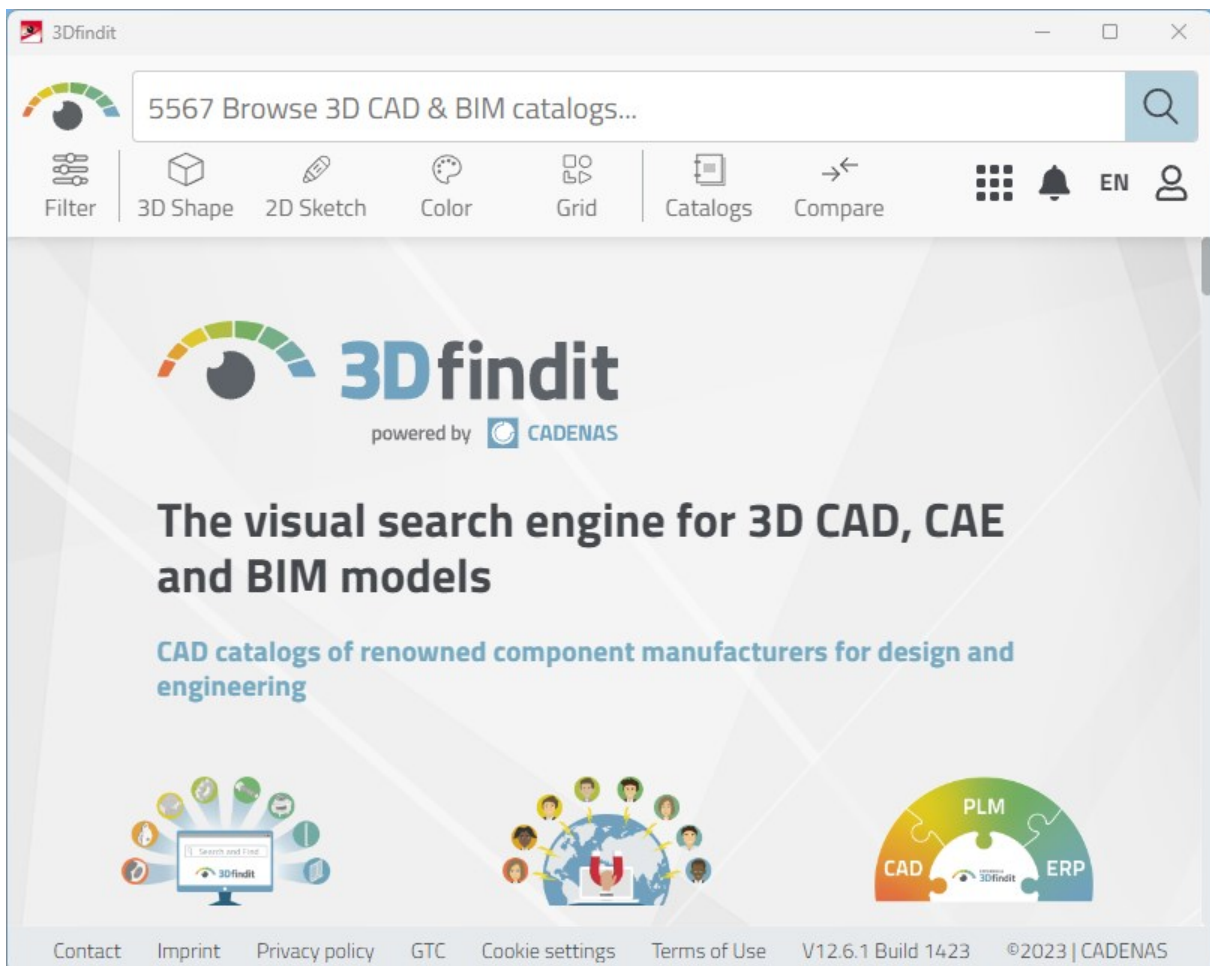 3Dfindit
5567 Browse 3D CAD & BIM catalogs...
Filter 3D Shape 2D Sketch Color Grid Catalogs Compare EN
3Dfindit
powered by CADENAS
The visual search engine for 3D CAD, CAE
and BIM models
CAD catalogs of renowned component manufacturers for design and
engineering
Search and Find
3Dfindit
PLM
CAD
3Dfindit
ERP
Contact Imprint Privacy policy GTC Cookie settings Terms of Use V12.6.1 Build 1423 ©2023 | CADENAS